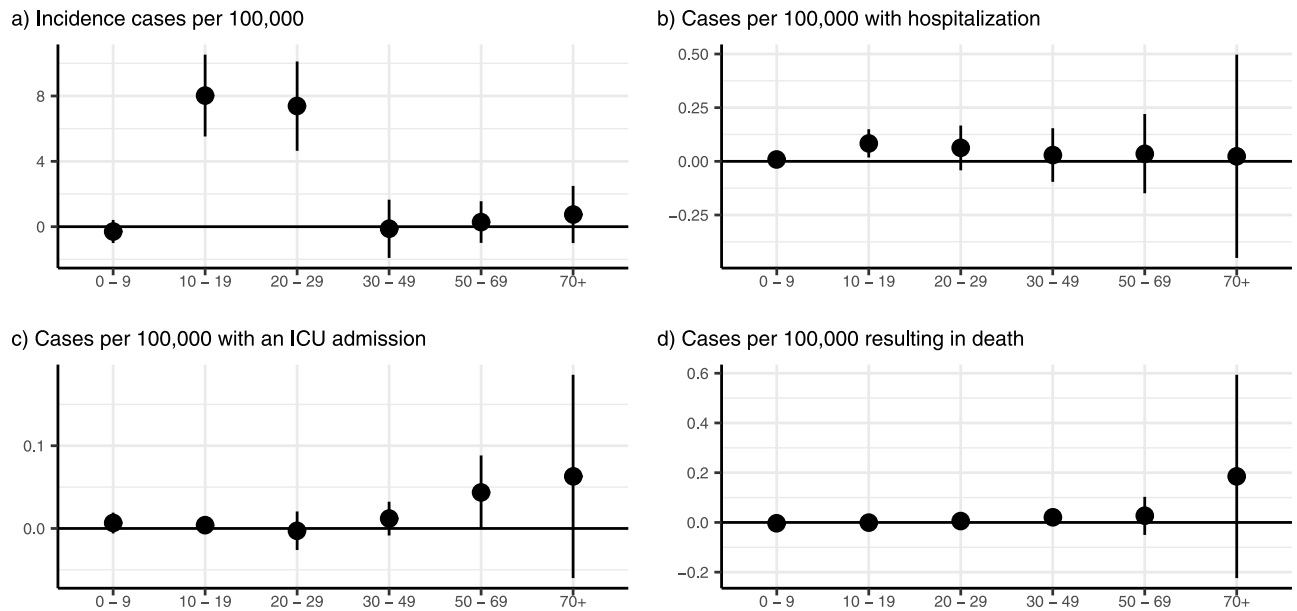 a) Incidence cases per 100,000
8
4
0
0 – 9 10 – 19 20 – 29 30 – 49 50 – 69 70+
b) Cases per 100,000 with hospitalization
0.50
0.25
0.00
−0.25
0 – 9 10 – 19 20 – 29 30 – 49 50 – 69 70+
c) Cases per 100,000 with an ICU admission
0.1
0.0
0 – 9 10 – 19 20 – 29 30 – 49 50 – 69 70+
d) Cases per 100,000 resulting in death
0.6
0.4
0.2
0.0
−0.2
0 – 9 10 – 19 20 – 29 30 – 49 50 – 69 70+